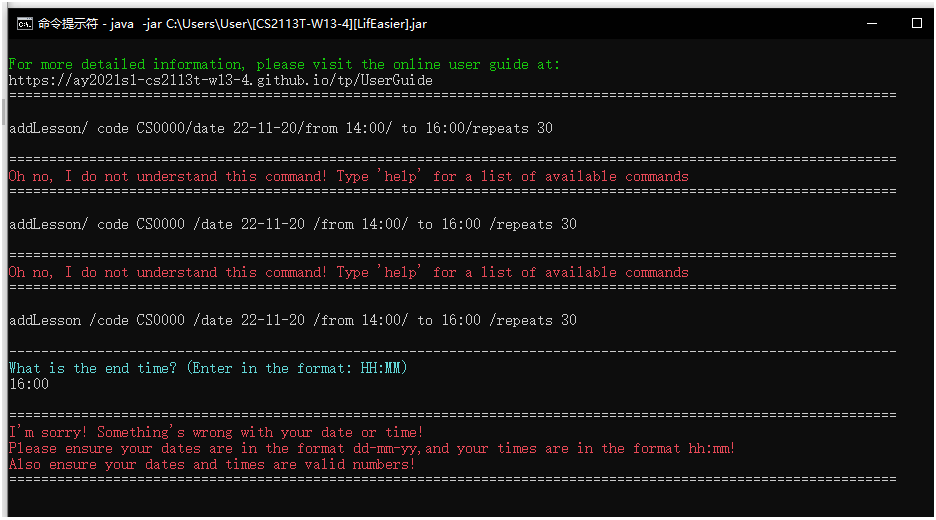 命令提示符 - java -jar C:\Users\User\[CS2113T-W13-4][LifEasier].jar
For more detailed information, please visit the online user guide at:
https://ay2021s1-cs2113t-w13-4.github.io/tp/UserGuide
===============================================================================================================
addLesson/ code CS0000/date 22-11-20/from 14:00/ to 16:00/repeats 30
===============================================================================================================
Oh no, I do not understand this command! Type 'help' for a list of available commands
===============================================================================================================
addLesson/ code CS0000 /date 22-11-20 /from 14:00/ to 16:00 /repeats 30
===============================================================================================================
Oh no, I do not understand this command! Type 'help' for a list of available commands
===============================================================================================================
addLesson /code CS0000 /date 22-11-20 /from 14:00/ to 16:00 /repeats 30
---------------------------------------------------------------------------------------------------------------
What is the end time? (Enter in the format: HH:MM)
16:00
===============================================================================================================
I'm sorry! Something's wrong with your date or time!
Please ensure your dates are in the format dd-mm-yy,and your times are in the format hh:mm!
Also ensure your dates and times are valid numbers!
===============================================================================================================